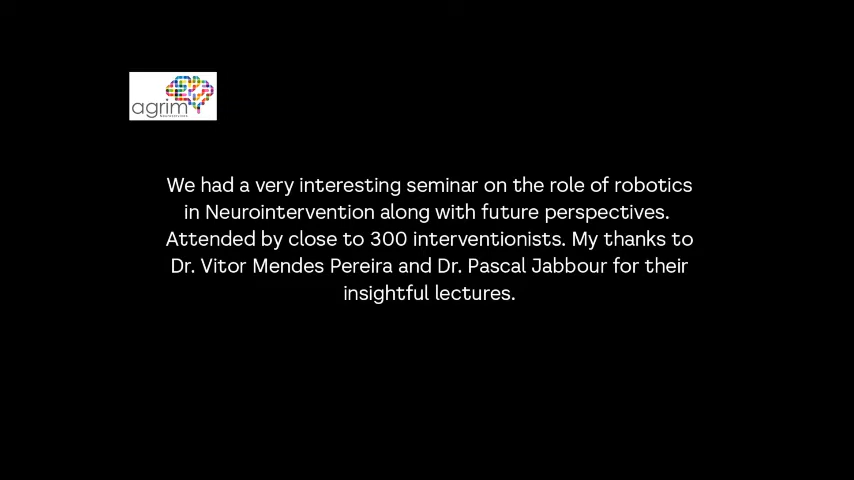 agrim
We had a very interesting seminar on the role of robotics
in Neurointervention along with future perspectives.
Attended by close to 300 interventionists. My thanks to
Dr. Vitor Mendes Pereira and Dr. Pascal Jabbour for their
insightful lectures.